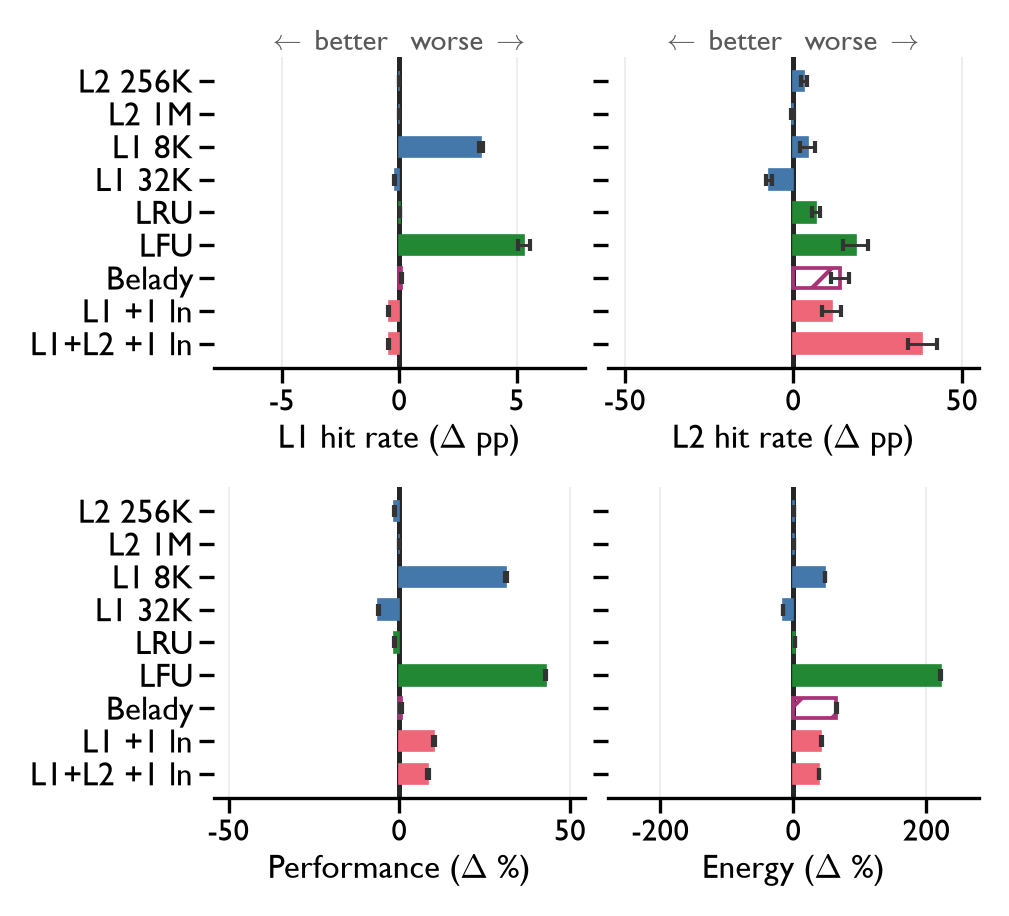 ← better worse → ← better worse →
L2 256K
L2 1M
L1 8K
L1 32K
LRU
LFU
Belady
L1 +1 ln
L1+L2 +1 ln
-5 0 5 -50 0 50
L1 hit rate (Δ pp) L2 hit rate (Δ pp)
L2 256K
L2 1M
L1 8K
L1 32K
LRU
LFU
Belady
L1 +1 ln
L1+L2 +1 ln
-50 0 50 -200 0 200
Performance (Δ %) Energy (Δ %)